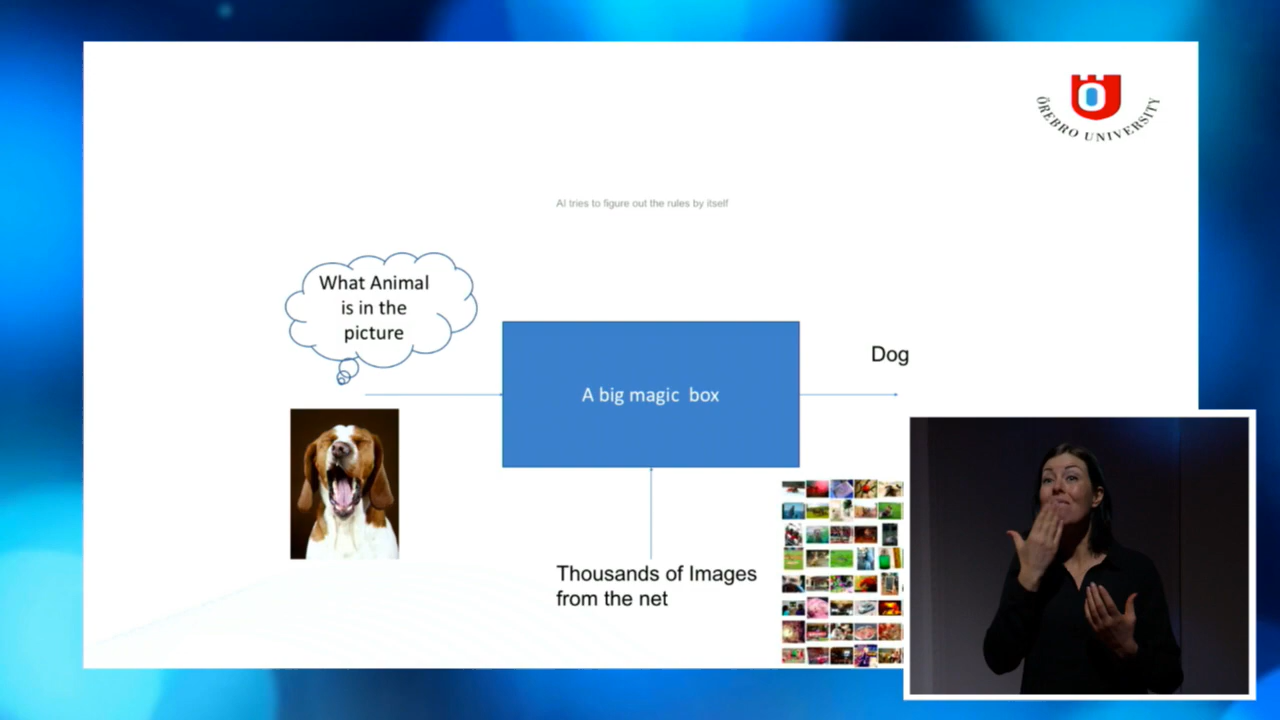 Ö
ÖREBRO UNIVERSITY
AI tries to figure out the rules by itself
What Animal
is in the
picture
A big magic  box
Dog
Thousands of Images
from the net